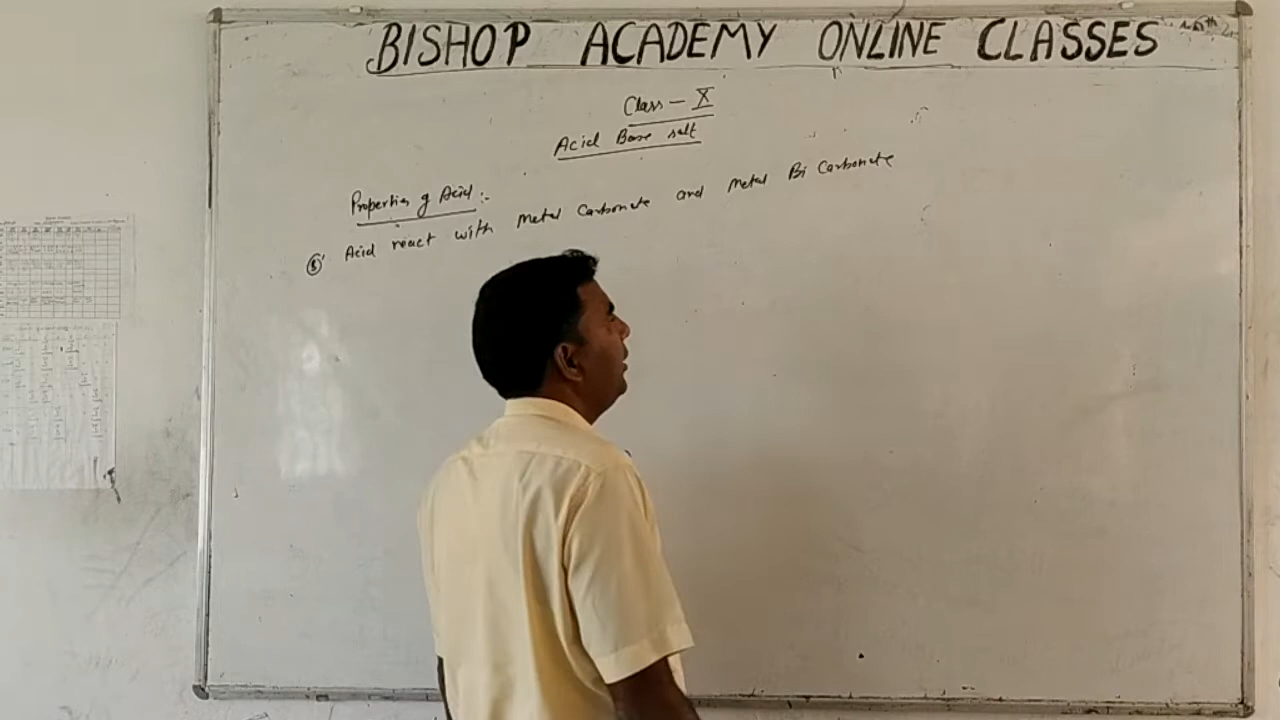 BISHOP ACADEMY ONLINE CLASSES
Class - X
Acid Base salt
Properties of Acid :-
Acid react with Metal Carbonate and Metal Bi Carbonate